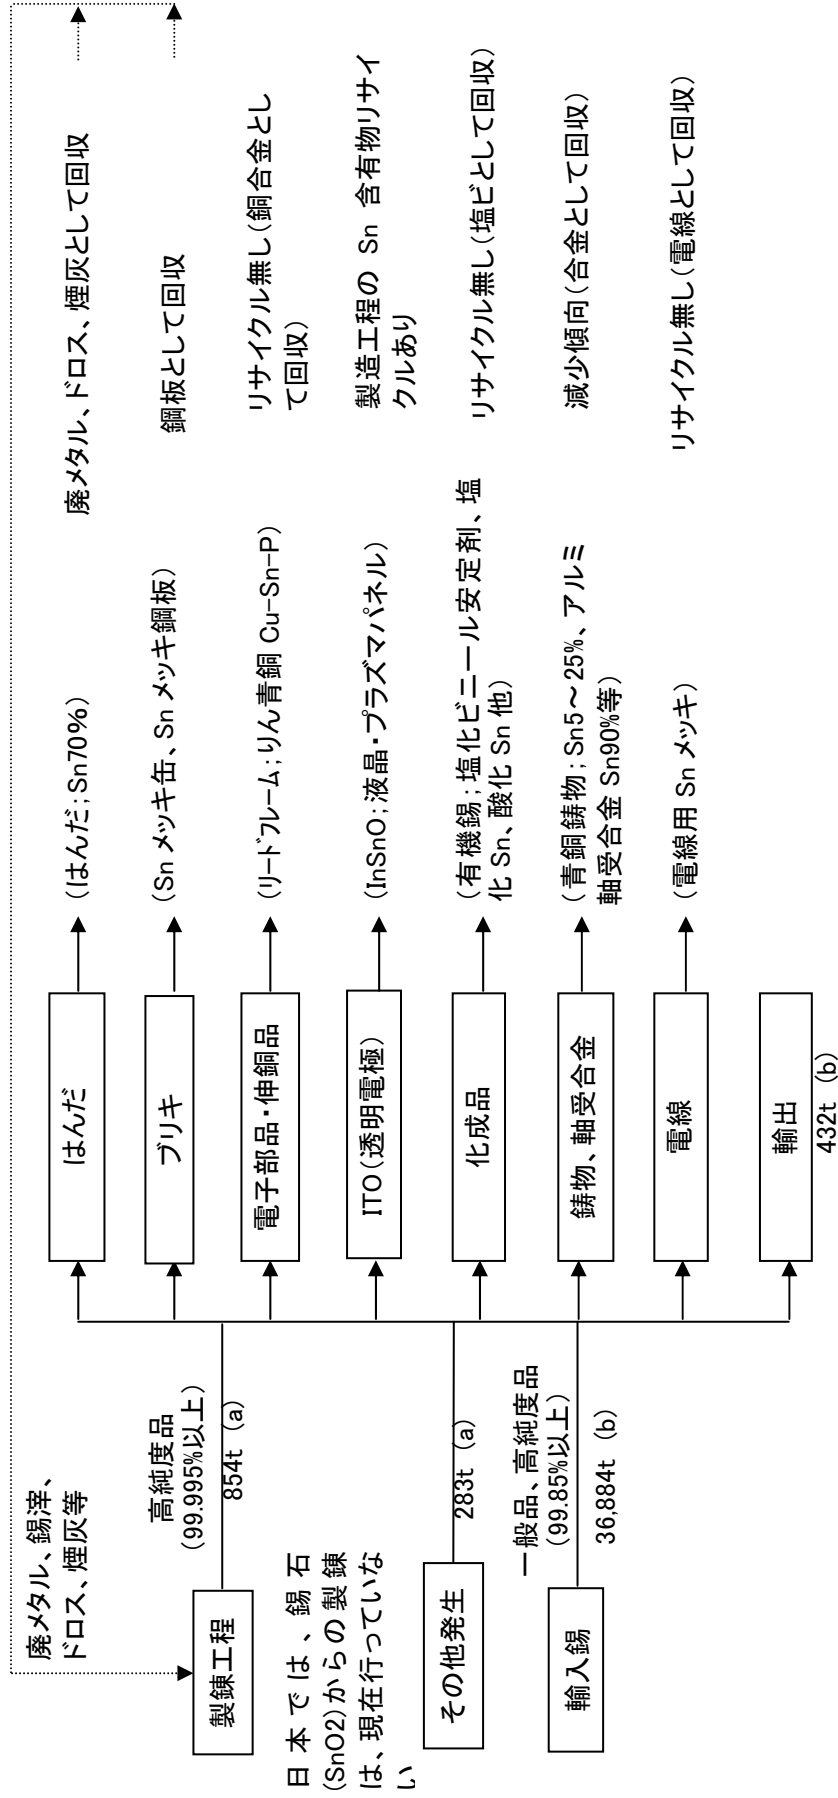 廃メタル、錫滓、
ドロス、煙灰等
製錬工程
高純度品
(99.995%以上)
854t (a)
日本では、錫石
(SnO2)からの製錬
は、現在行っていな
い
その他発生
283t (a)
輸入錫
一般品、高純度品
(99.85%以上)
36,884t (b)
はんだ
(はんだ;Sn70%)
廃メタル、ドロス、煙灰として回収
ブリキ
(Sn メッキ缶、Sn メッキ鋼板)
鋼板として回収
電子部品・伸銅品
(リードフレーム;りん青銅 Cu-Sn-P)
リサイクル無し(銅合金とし
て回収)
ITO(透明電極)
(InSnO;液晶・プラズマパネル)
製造工程の Sn 含有物リサイ
クルあり
化成品
(有機錫;塩化ビニール安定剤、塩
化 Sn、酸化 Sn 他)
リサイクル無し(塩ビとして回収)
鋳物、軸受合金
(青銅鋳物;Sn5～25%、アルミ
軸受合金 Sn90%等)
減少傾向(合金として回収)
電線
(電線用 Sn メッキ)
リサイクル無し(電線として回収)
輸出
432t (b)